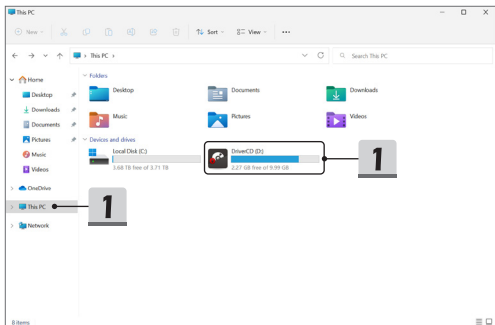 This PC
New
Sort
View
This PC
Search This PC
Home
Desktop
Downloads
Documents
Pictures
Music
Videos
OneDrive
This PC
Network
Folders
Desktop
Documents
Downloads
Music
Pictures
Videos
Devices and drives
Local Disk (C:)
3.68 TB free of 3.71 TB
DriverCD (D:)
2.27 GB free of 9.99 GB
1
1
8 items